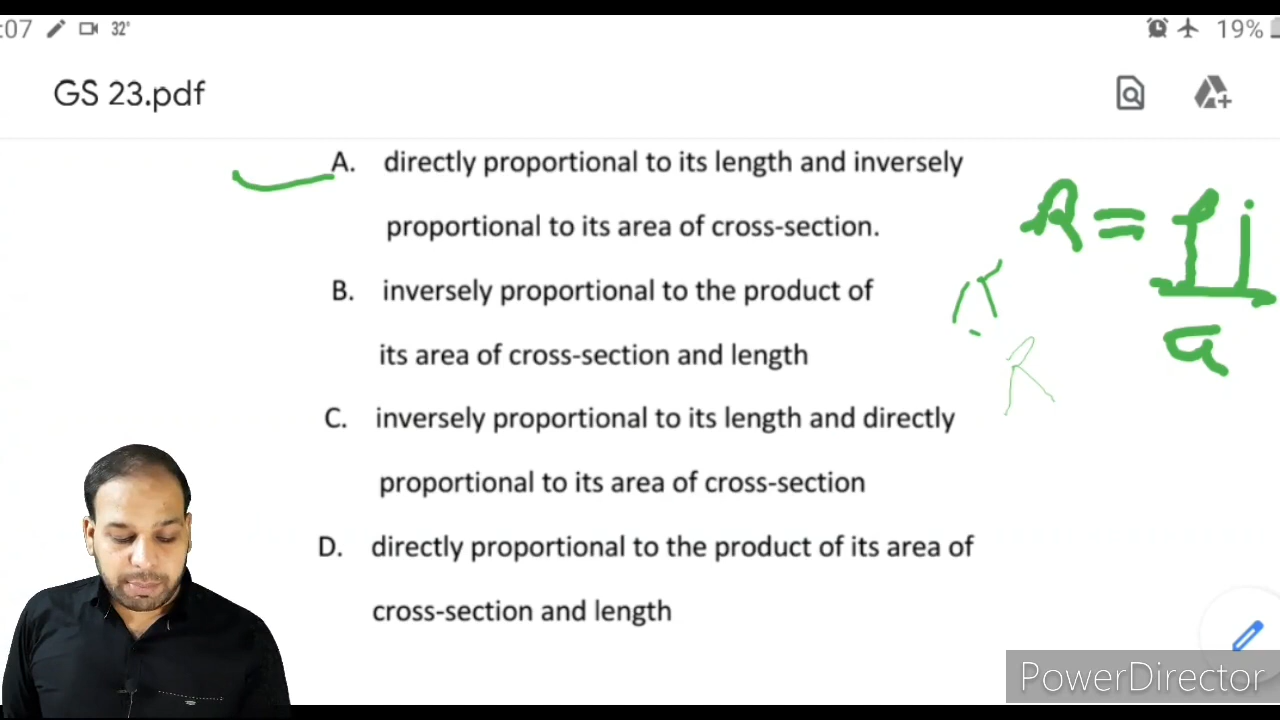 :07 32°
19%
GS 23.pdf
A. directly proportional to its length and inversely
proportional to its area of cross-section.
R = ρl
a
B. inversely proportional to the product of
its area of cross-section and length
R
C. inversely proportional to its length and directly
proportional to its area of cross-section
D. directly proportional to the product of its area of
cross-section and length
PowerDirector